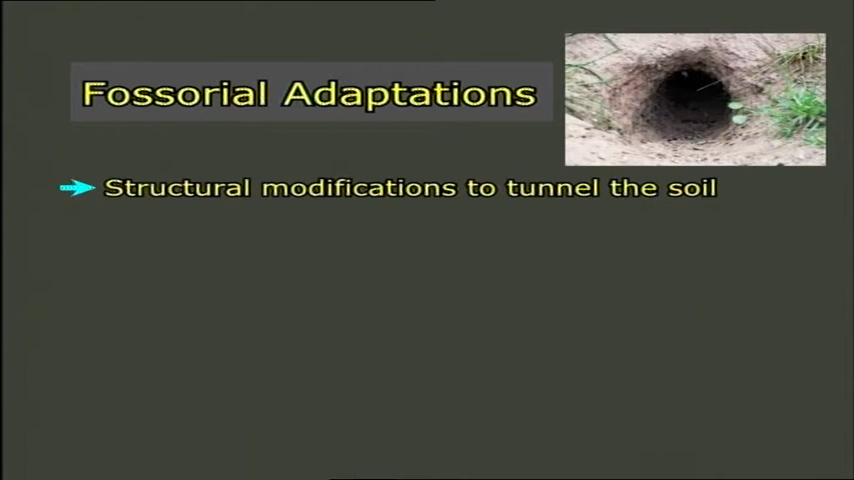 Fossorial Adaptations
Structural modifications to tunnel the soil